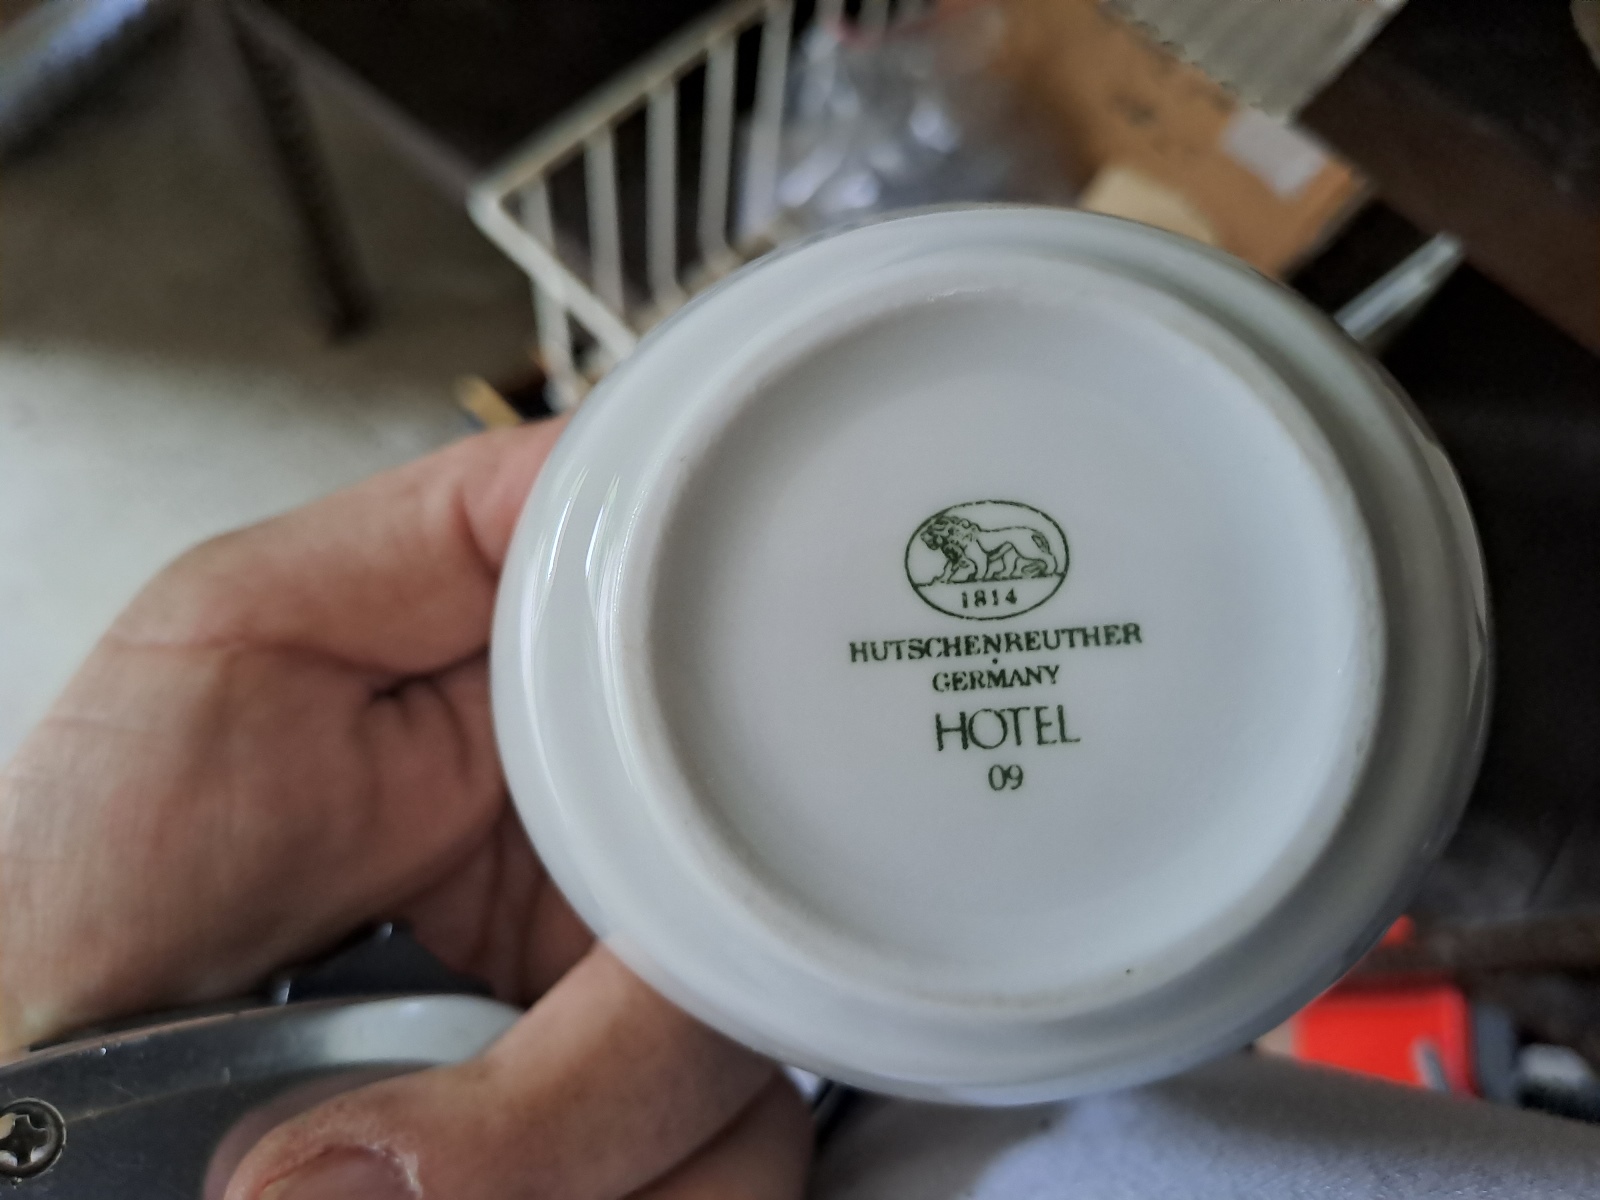 1814
HUTSCHENREUTHER
GERMANY
HOTEL
09